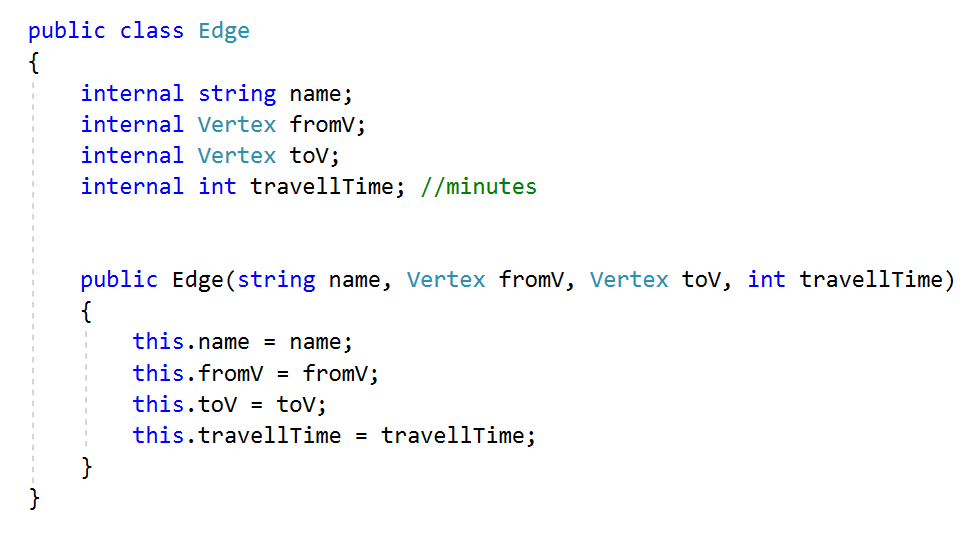 public class Edge
{
internal string name;
internal Vertex fromV;
internal Vertex toV;
internal int travellTime; //minutes
public Edge(string name, Vertex fromV, Vertex toV, int travellTime)
{
this.name = name;
this.fromV = fromV;
this.toV = toV;
this.travellTime = travellTime;
}
}